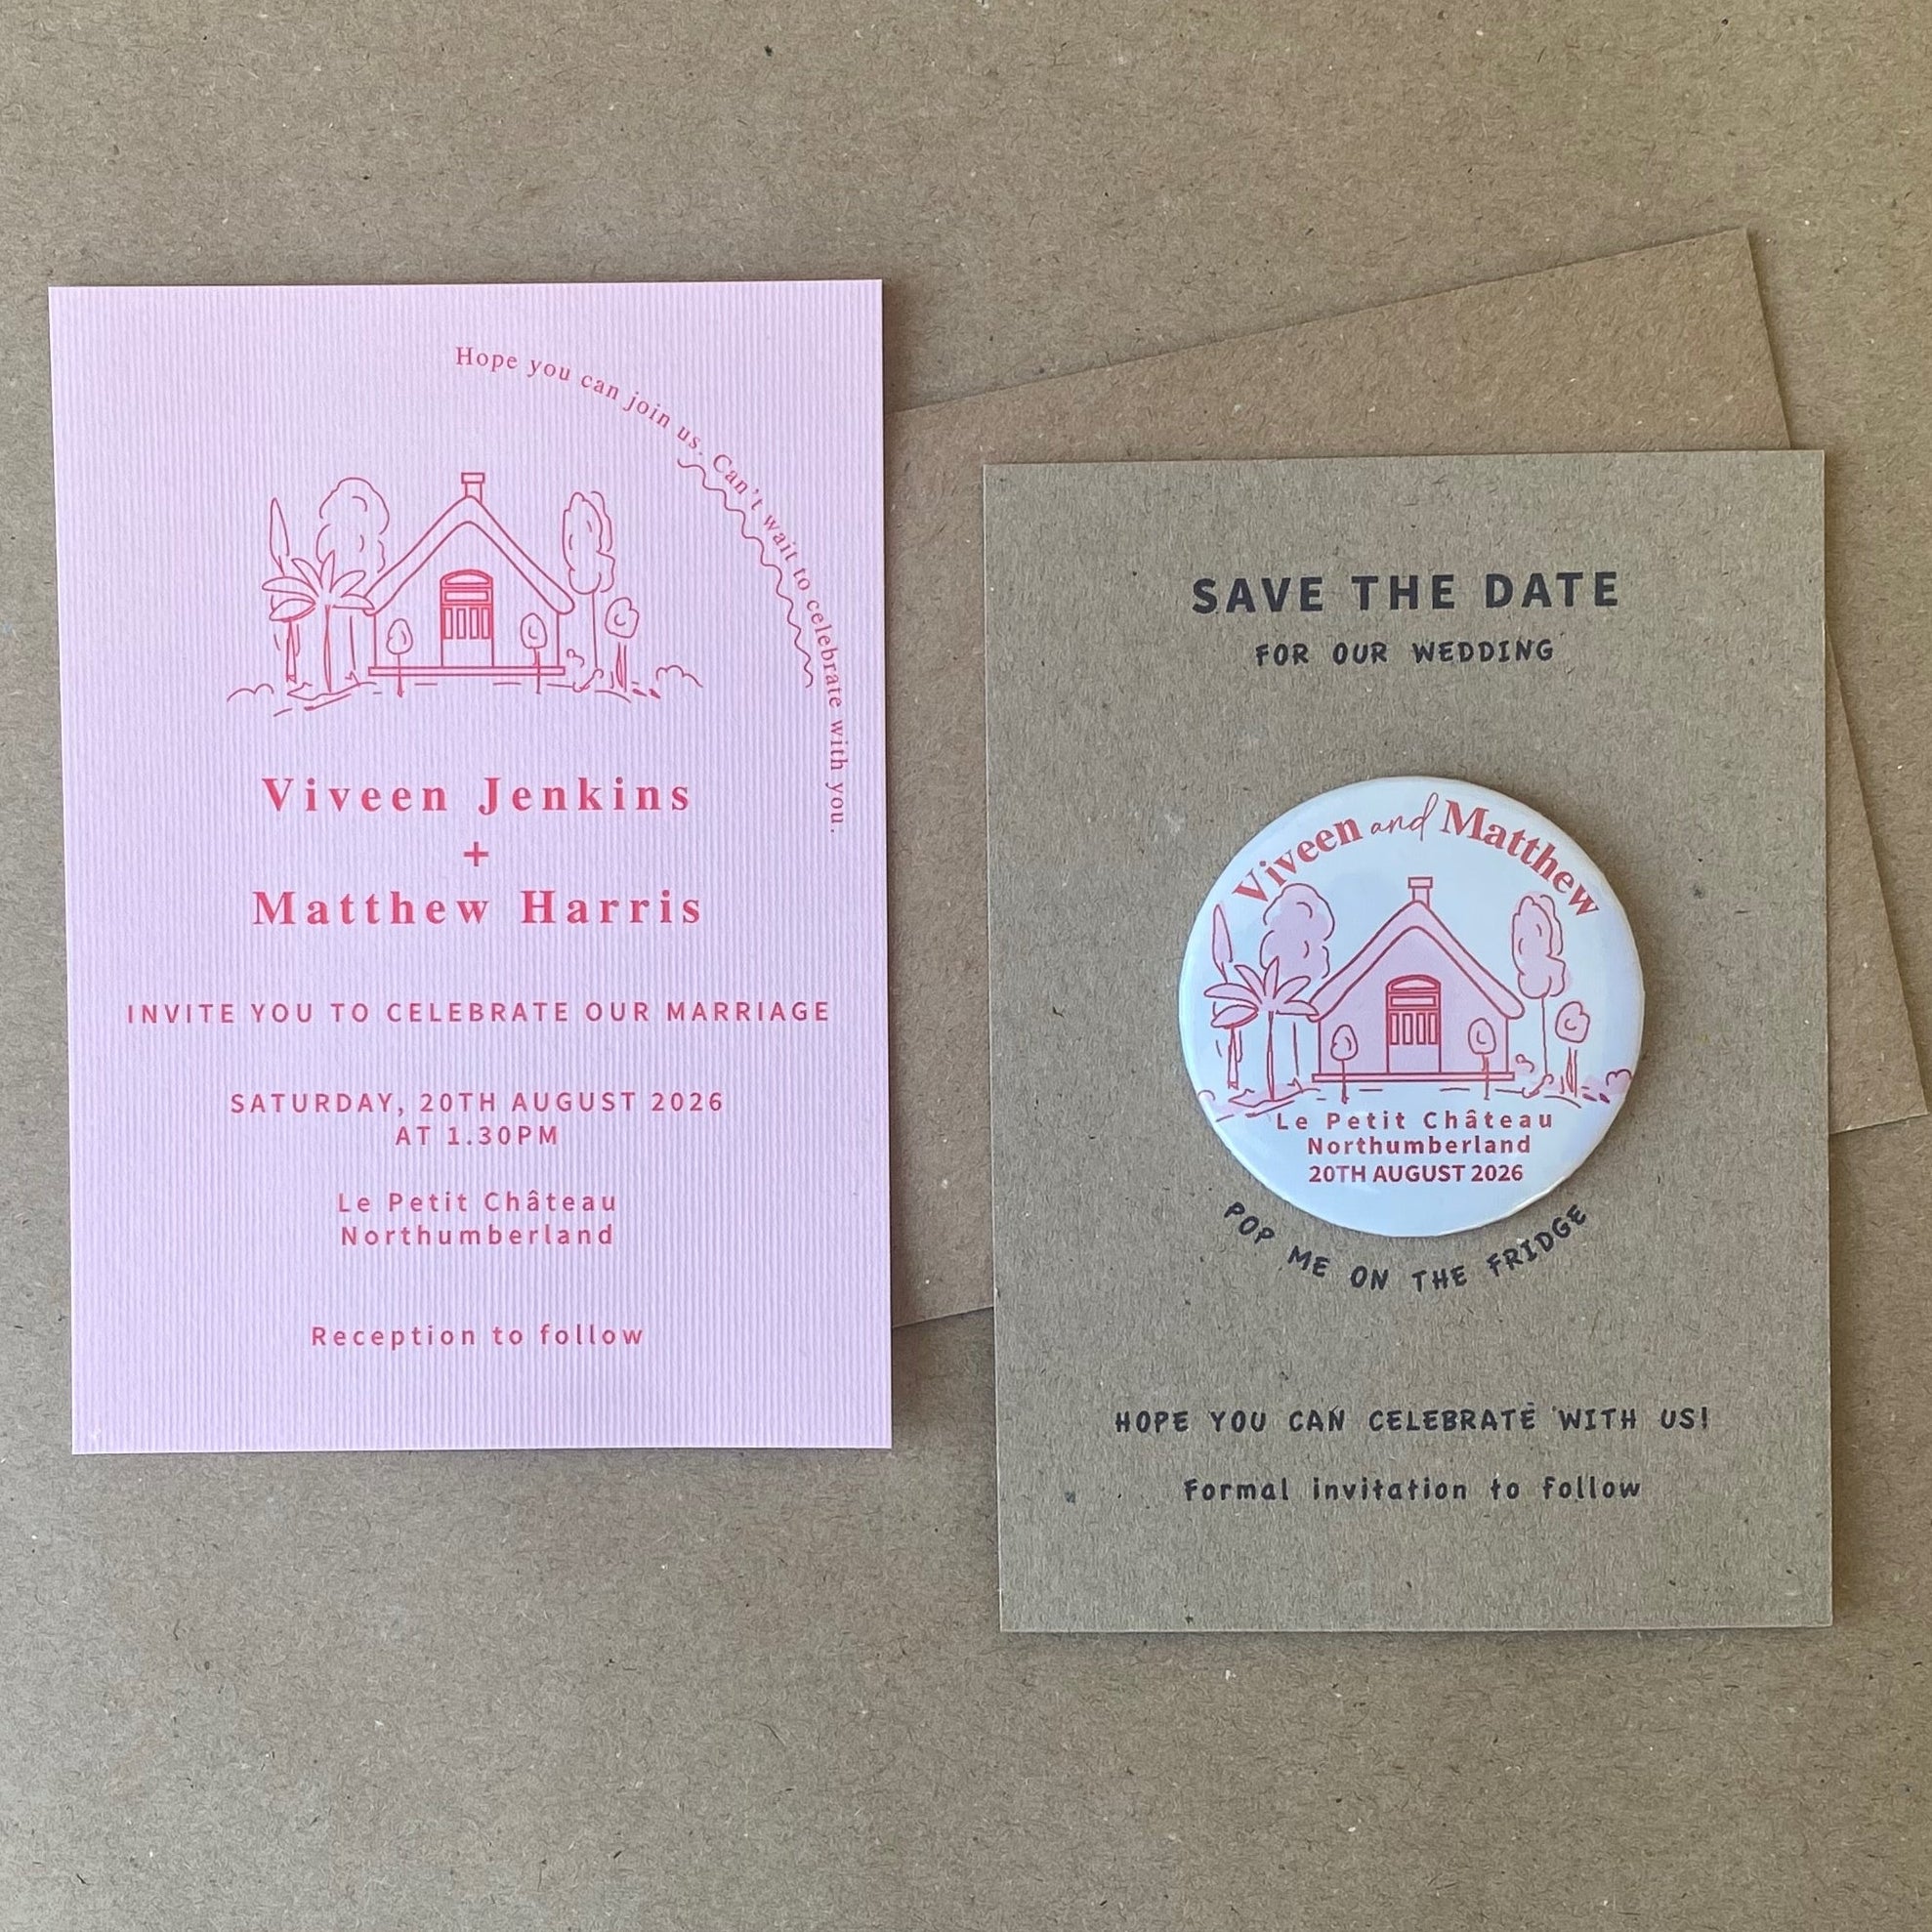 Hope you can join us. Can't wait to celebrate with you.
Viveen Jenkins
+
Matthew Harris
INVITE YOU TO CELEBRATE OUR MARRIAGE
SATURDAY, 20TH AUGUST 2026
AT 1.30PM
Le Petit Château
Northumberland
Reception to follow
SAVE THE DATE
FOR OUR WEDDING
Viveen and Matthew
Le Petit Château
Northumberland
20TH AUGUST 2026
POP ME ON THE FRIDGE
HOPE YOU CAN CELEBRATE WITH US!
Formal invitation to follow